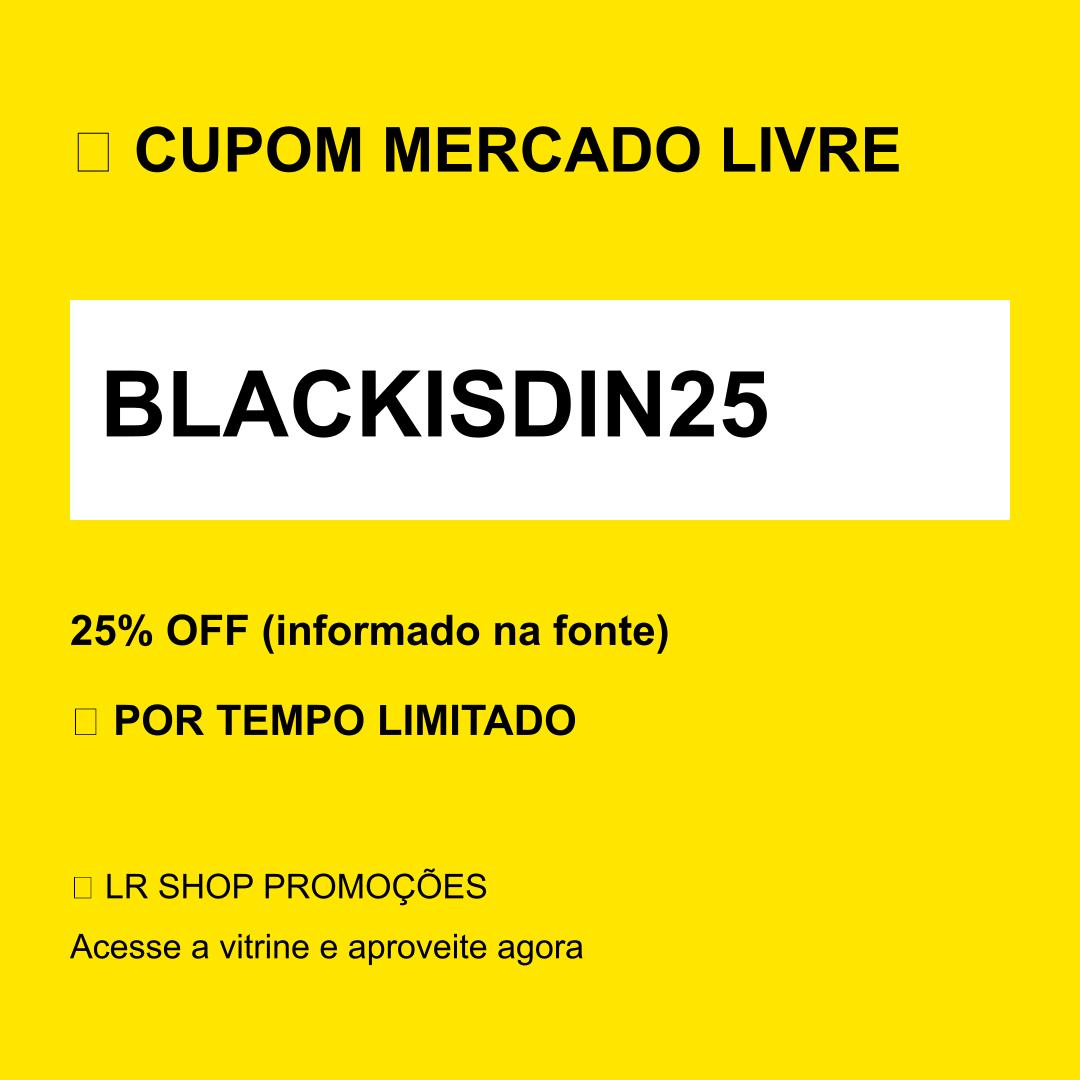 CUPOM MERCADO LIVRE
BLACKISDIN25
25% OFF (informado na fonte)
POR TEMPO LIMITADO
LR SHOP PROMOÇÕES
Acesse a vitrine e aproveite agora